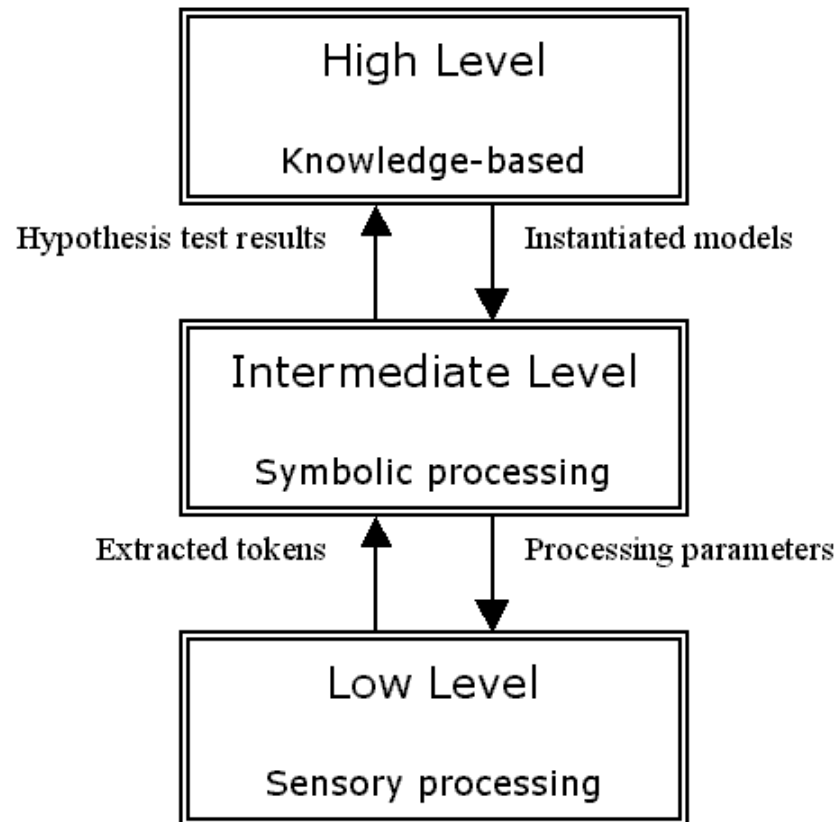 High Level
Knowledge-based
Hypothesis test results
Instantiated models
Intermediate Level
Symbolic processing
Extracted tokens
Processing parameters
Low Level
Sensory processing